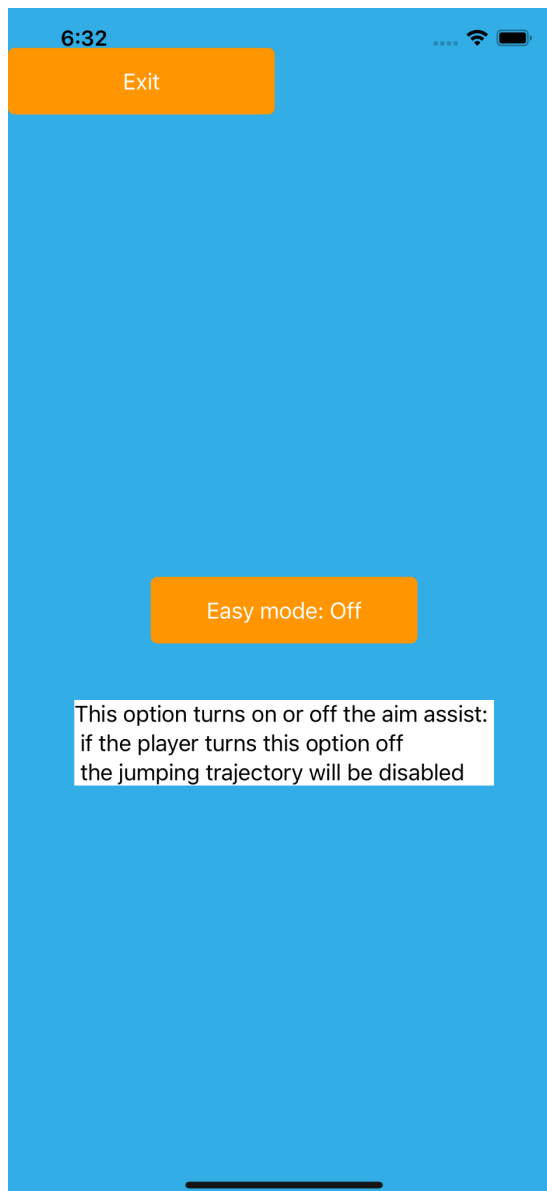 6:32
Exit
Easy mode: Off
This option turns on or off the aim assist:
if the player turns this option off
the jumping trajectory will be disabled